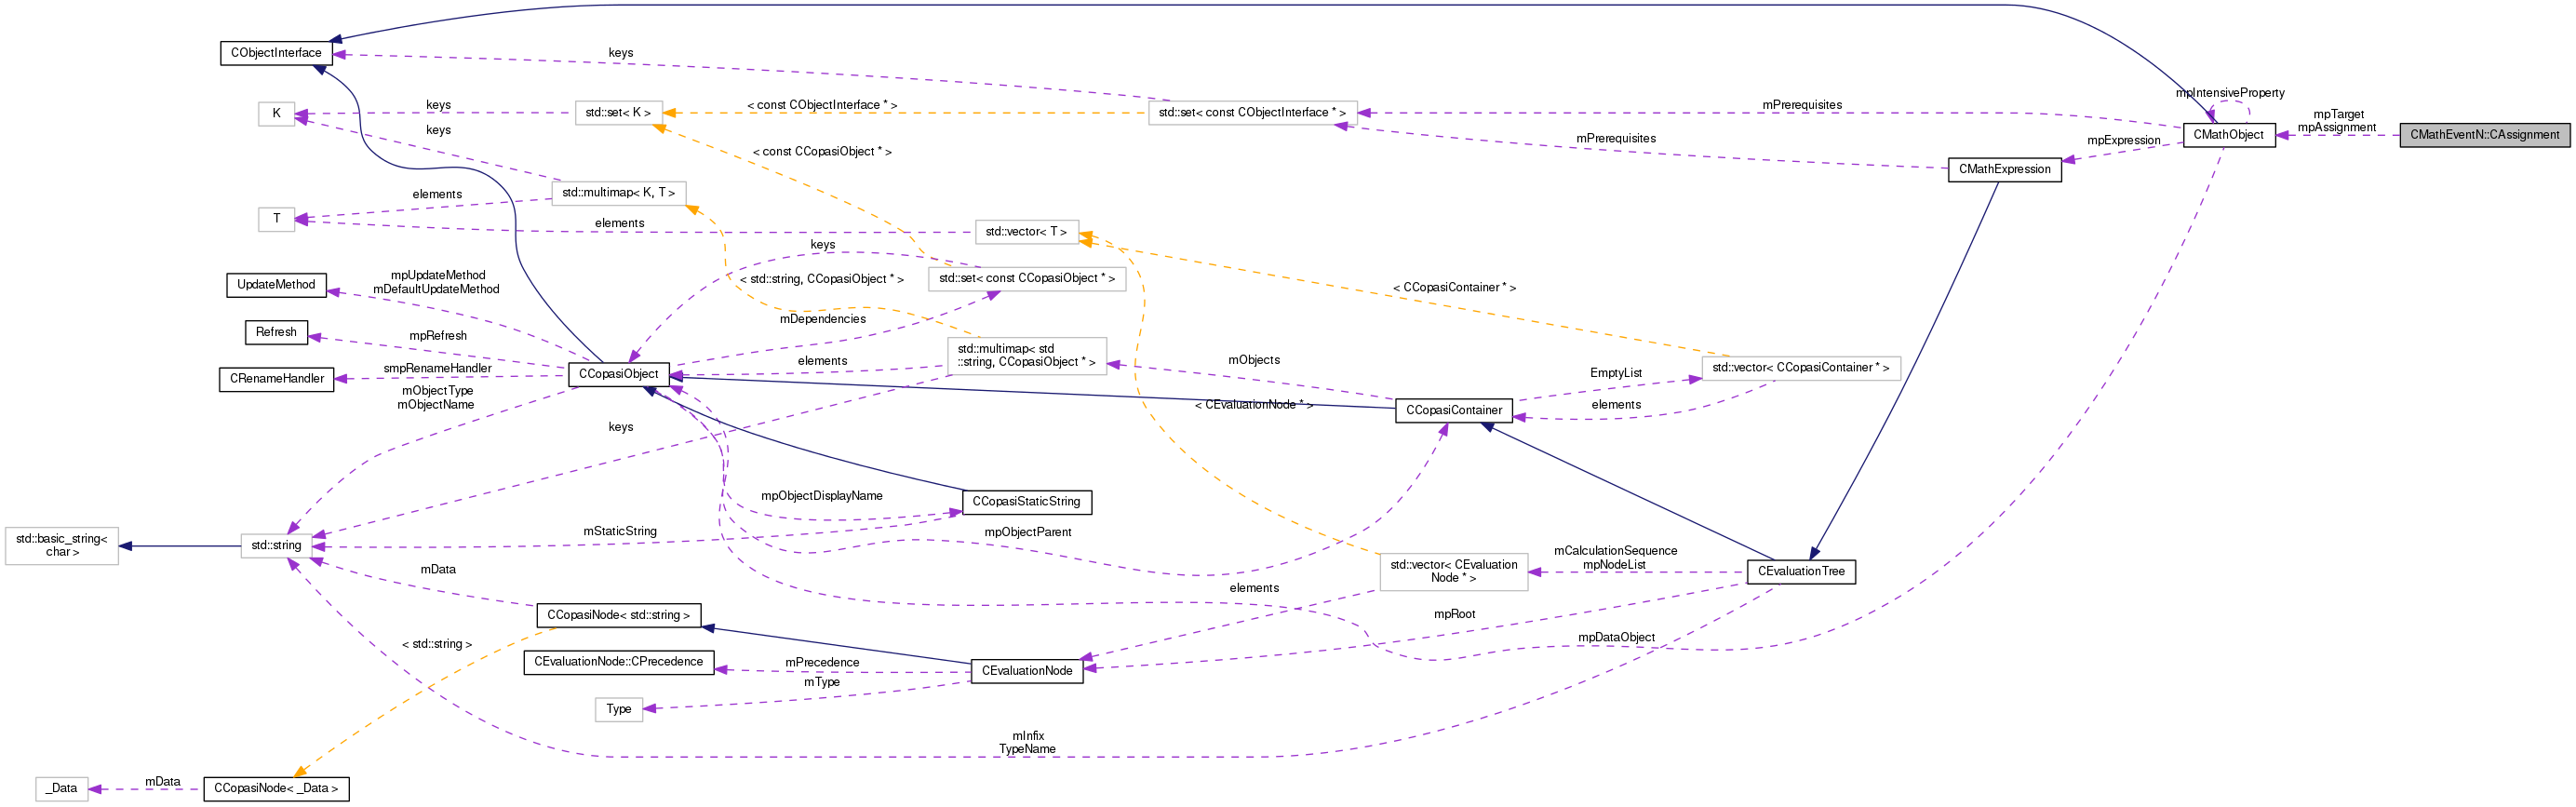 CObjectInterface
keys
mpIntensiveProperty
K
keys
std::set< K >
< const CObjectInterface * >
std::set< const CObjectInterface * >
mPrerequisites
CMathObject
mpTarget
mpAssignment
CMathEventN::CAssignment
keys
mPrerequisites
mpExpression
< const CCopasiObject * >
CMathExpression
std::multimap< K, T >
elements
T
elements
std::vector< T >
keys
UpdateMethod
mpUpdateMethod
mDefaultUpdateMethod
< std::string, CCopasiObject * >
std::set< const CCopasiObject * >
< CCopasiContainer * >
Refresh
mpRefresh
mDependencies
CRenameHandler
smpRenameHandler
CCopasiObject
elements
std::multimap< std
::string, CCopasiObject * >
mObjects
EmptyList
std::vector< CCopasiContainer * >
mObjectType
mObjectName
< CEvaluationNode * >
CCopasiContainer
elements
keys
mpObjectDisplayName
CCopasiStaticString
std::basic_string<
char >
std::string
mStaticString
mpObjectParent
mData
elements
std::vector< CEvaluation
Node * >
mCalculationSequence
mpNodeList
CEvaluationTree
CCopasiNode< std::string >
mpRoot
< std::string >
mpDataObject
CEvaluationNode::CPrecedence
mPrecedence
CEvaluationNode
mType
Type
mInfix
TypeName
_Data
mData
CCopasiNode< _Data >